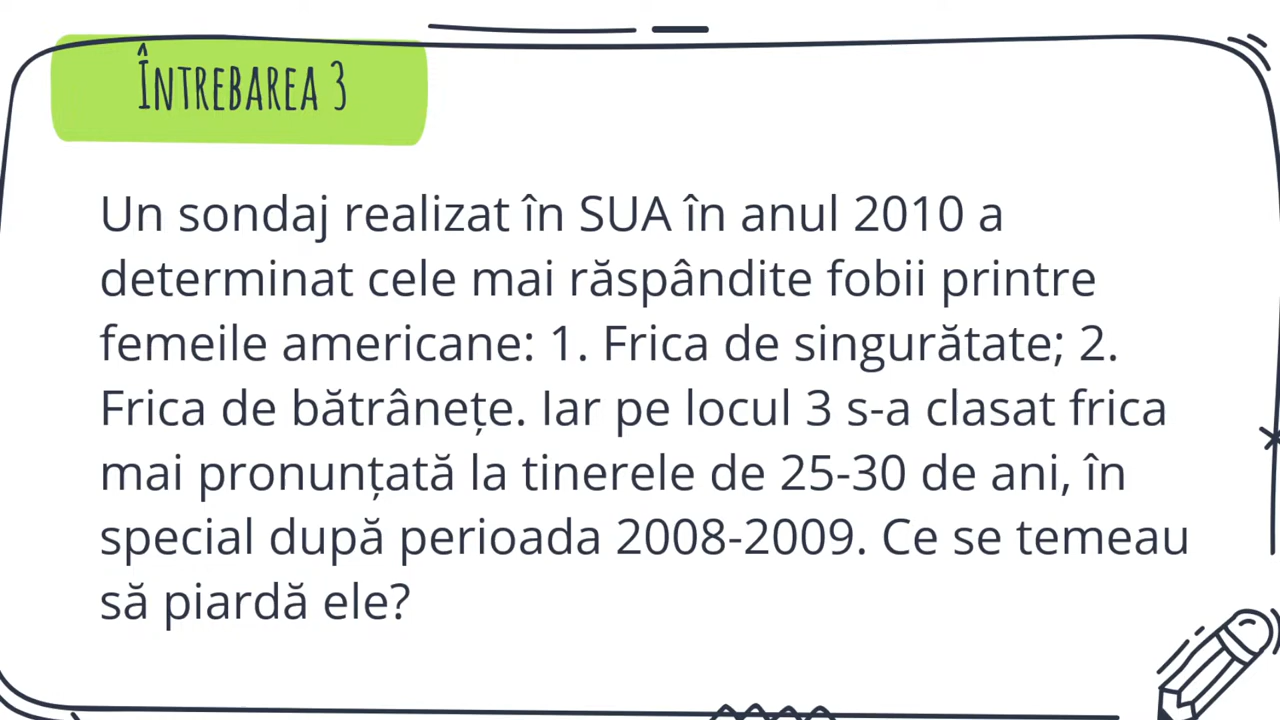 Întrebarea 3
Un sondaj realizat în SUA în anul 2010 a
determinat cele mai răspândite fobii printre
femeile americane: 1. Frica de singurătate; 2.
Frica de bătrânețe. Iar pe locul 3 s-a clasat frica
mai pronunțată la tinerele de 25-30 de ani, în
special după perioada 2008-2009. Ce se temeau
să piardă ele?